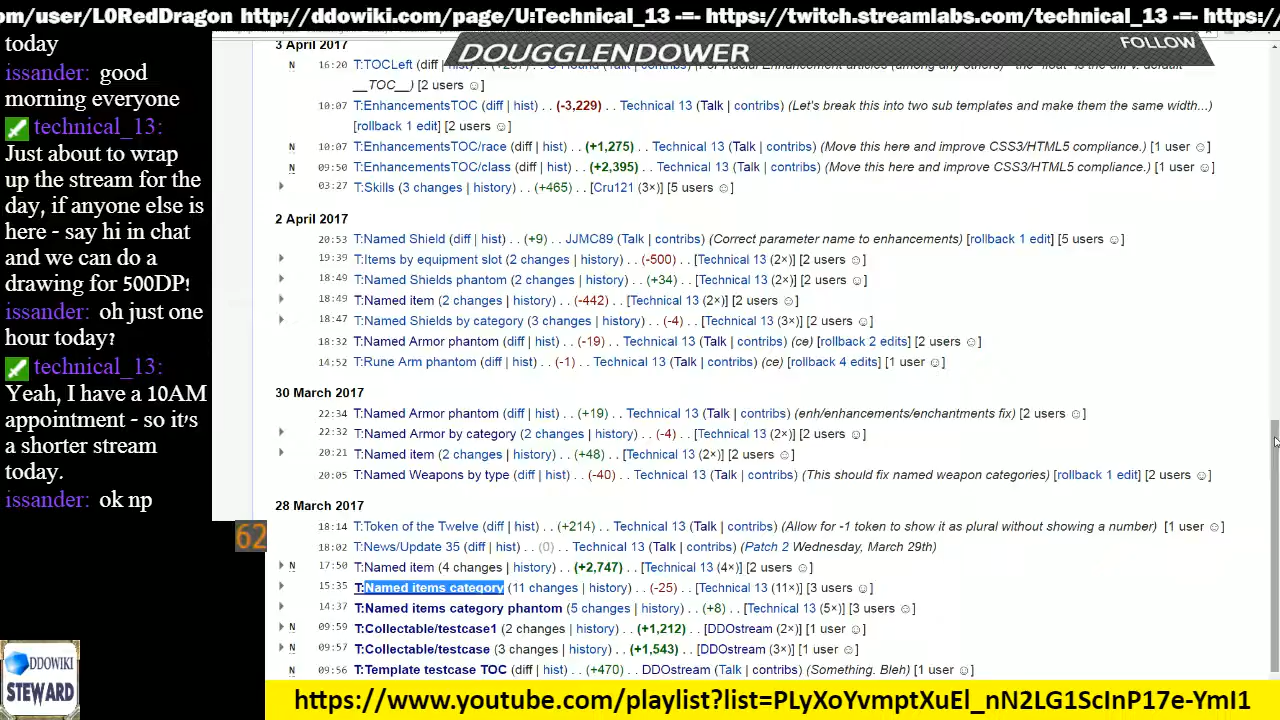 om/user/L0RedDragon http://ddowiki.com/page/U:Technical_13 -=- https://twitch.streamlabs.com/technical_13 -=- https:/
today
issander: good
morning everyone
technical_13:
Just about to wrap
up the stream for the
day, if anyone else is
here - say hi in chat
and we can do a
drawing for 500DP!
issander: oh just one
hour today?
technical_13:
Yeah, I have a 10AM
appointment - so it's
a shorter stream
today.
issander: ok np
62
DDOWIKI
STEWARD
DOUGGLENDOWER
FOLLOW
3 April 2017
N 16:20 T:TOCLeft (diff | hist)
__TOC__) [2 users ☺]
10:07 T:EnhancementsTOC (diff | hist) . . (-3,229) . . Technical 13 (Talk | contribs) (Let's break this into two sub templates and make them the same width...)
[rollback 1 edit] [2 users ☺]
N 10:07 T:EnhancementsTOC/race (diff | hist) . . (+1,275) . . Technical 13 (Talk | contribs) (Move this here and improve CSS3/HTML5 compliance.) [1 user ☺]
N 09:50 T:EnhancementsTOC/class (diff | hist) . . (+2,395) . . Technical 13 (Talk | contribs) (Move this here and improve CSS3/HTML5 compliance.) [1 user ☺]
03:27 T:Skills (3 changes | history) . . (+465) . . [Cru121 (3×)] [5 users ☺]
2 April 2017
20:53 T:Named Shield (diff | hist) . . (+9) . . JJMC89 (Talk | contribs) (Correct parameter name to enhancements) [rollback 1 edit] [5 users ☺]
19:39 T:Items by equipment slot (2 changes | history) . . (-500) . . [Technical 13 (2×)] [2 users ☺]
18:49 T:Named Shields phantom (2 changes | history) . . (+34) . . [Technical 13 (2×)] [2 users ☺]
18:49 T:Named item (2 changes | history) . . (-442) . . [Technical 13 (2×)] [2 users ☺]
18:47 T:Named Shields by category (3 changes | history) . . (-4) . . [Technical 13 (3×)] [2 users ☺]
18:32 T:Named Armor phantom (diff | hist) . . (-19) . . Technical 13 (Talk | contribs) (ce) [rollback 2 edits] [2 users ☺]
14:52 T:Rune Arm phantom (diff | hist) . . (-1) . . Technical 13 (Talk | contribs) (ce) [rollback 4 edits] [1 user ☺]
30 March 2017
22:34 T:Named Armor phantom (diff | hist) . . (+19) . . Technical 13 (Talk | contribs) (enh/enhancements/enchantments fix) [2 users ☺]
22:32 T:Named Armor by category (2 changes | history) . . (-4) . . [Technical 13 (2×)] [2 users ☺]
20:21 T:Named item (2 changes | history) . . (+48) . . [Technical 13 (2×)] [2 users ☺]
20:05 T:Named Weapons by type (diff | hist) . . (-40) . . Technical 13 (Talk | contribs) (This should fix named weapon categories) [rollback 1 edit] [2 users ☺]
28 March 2017
18:14 T:Token of the Twelve (diff | hist) . . (+214) . . Technical 13 (Talk | contribs) (Allow for -1 token to show it as plural without showing a number) [1 user ☺]
18:02 T:News/Update 35 (diff | hist) . . (0) . . Technical 13 (Talk | contribs) (Patch 2 Wednesday, March 29th)
N 17:50 T:Named item (4 changes | history) . . (+2,747) . . [Technical 13 (4×)] [2 users ☺]
15:35 T:Named items category (11 changes | history) . . (-25) . . [Technical 13 (11×)] [3 users ☺]
14:37 T:Named items category phantom (5 changes | history) . . (+8) . . [Technical 13 (5×)] [3 users ☺]
N 09:59 T:Collectable/testcase1 (2 changes | history) . . (+1,212) . . [DDOstream (2×)] [1 user ☺]
N 09:57 T:Collectable/testcase (3 changes | history) . . (+1,543) . . [DDOstream (3×)] [1 user ☺]
N 09:56 T:Template testcase TOC (diff | hist) . . (+470) . . DDOstream (Talk | contribs) (Something. Bleh) [1 user ☺]
https://www.youtube.com/playlist?list=PLyXoYvmptXuEl_nN2LG1ScInP17e-YmI1